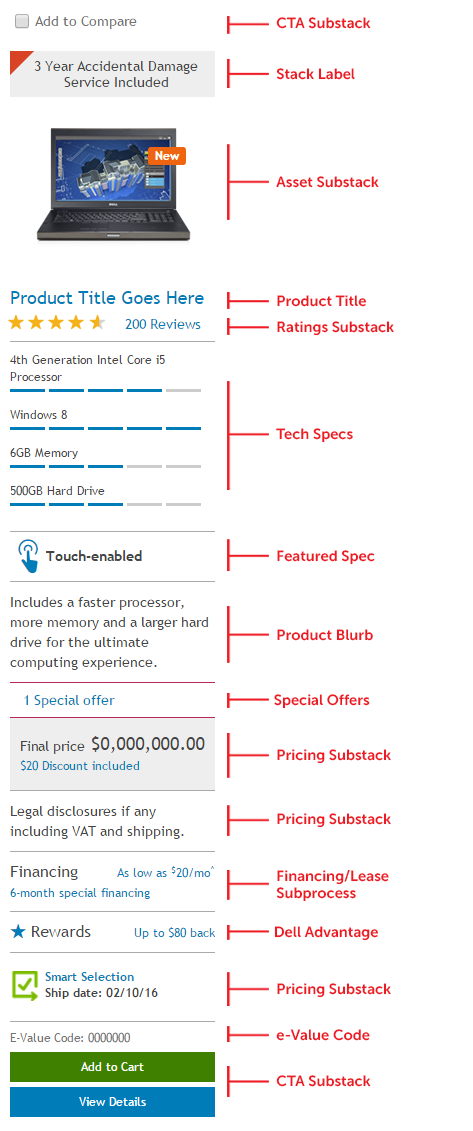 Add to Compare
CTA Substack
3 Year Accidental Damage
Service Included
Stack Label
New
Asset Substack
Product Title Goes Here
Product Title
200 Reviews
Ratings Substack
4th Generation Intel Core i5
Processor
Windows 8
Tech Specs
6GB Memory
500GB Hard Drive
Touch-enabled
Featured Spec
Includes a faster processor,
more memory and a larger hard
drive for the ultimate
computing experience.
Product Blurb
1 Special offer
Special Offers
Final price $0,000,000.00
$20 Discount included
Pricing Substack
Legal disclosures if any
including VAT and shipping.
Pricing Substack
Financing As low as $20/mo^
6-month special financing
Financing/Lease
Subprocess
Rewards Up to $80 back
Dell Advantage
Smart Selection
Ship date: 02/10/16
Pricing Substack
E-Value Code: 0000000
e-Value Code
Add to Cart
CTA Substack
View Details